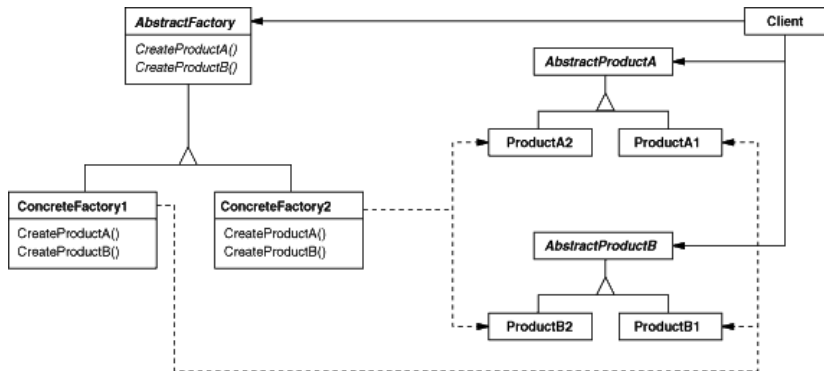 AbstractFactory
CreateProductA()
CreateProductB()
Client
AbstractProductA
ProductA2
ProductA1
ConcreteFactory1
CreateProductA()
CreateProductB()
ConcreteFactory2
CreateProductA()
CreateProductB()
AbstractProductB
ProductB2
ProductB1